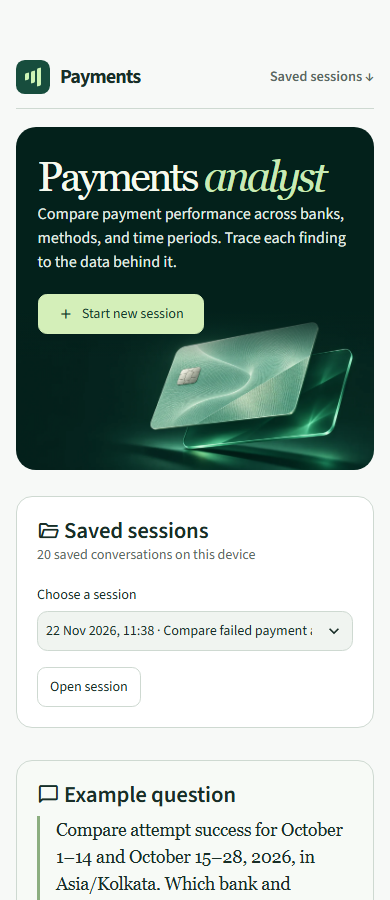 Payments
Saved sessions ↓
Payments analyst
Compare payment performance across banks,
methods, and time periods. Trace each finding
to the data behind it.
+ Start new session
Saved sessions
20 saved conversations on this device
Choose a session
22 Nov 2026, 11:38 · Compare failed payment
Open session
Example question
Compare attempt success for October
1–14 and October 15–28, 2026, in
Asia/Kolkata. Which bank and